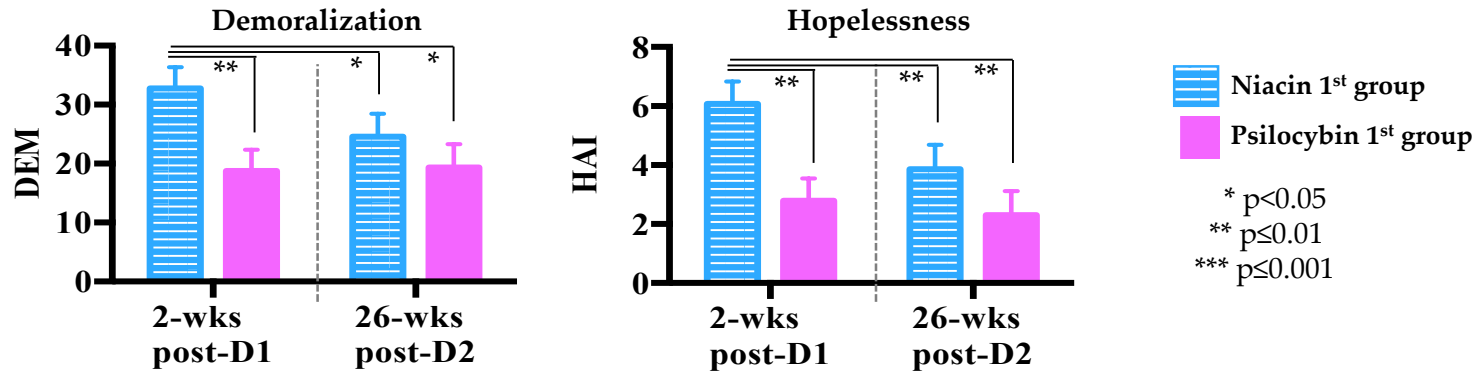 Demoralization
DEM
40
30
20
10
0
**
*
*
2-wks
post-D1
26-wks
post-D2
Hopelessness
HAI
8
6
4
2
0
**
**
**
2-wks
post-D1
26-wks
post-D2
Niacin 1st group
Psilocybin 1st group
* p<0.05
** p≤0.01
*** p≤0.001